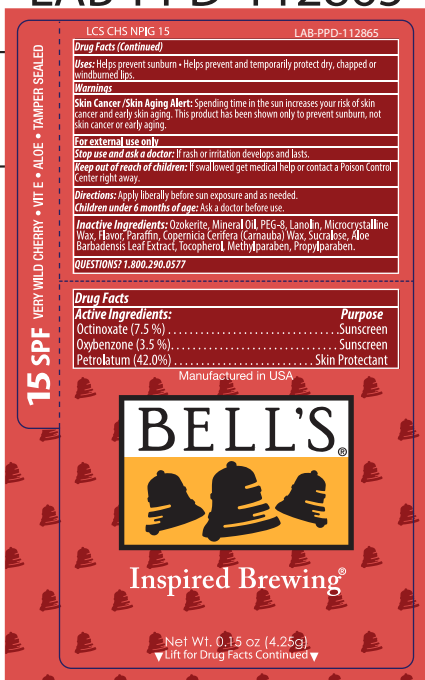 LAB-PPD-112865
LCS CHS NPIG 15 LAB-PPD-112865
Drug Facts (Continued)
Uses: Helps prevent sunburn • Helps prevent and temporarily protect dry, chapped or
windburned lips.
Warnings
Skin Cancer /Skin Aging Alert: Spending time in the sun increases your risk of skin
cancer and early skin aging. This product has been shown only to prevent sunburn, not
skin cancer or early aging.
For external use only
Stop use and ask a doctor: If rash or irritation develops and lasts.
Keep out of reach of children: If swallowed get medical help or contact a Poison Control
Center right away.
Directions: Apply liberally before sun exposure and as needed.
Children under 6 months of age: Ask a doctor before use.
Inactive Ingredients: Ozokerite, Mineral Oil, PEG-8, Lanolin, Microcrystalline
Wax, Flavor, Paraffin, Copernicia Cerifera (Carnauba) Wax, Sucralose, Aloe
Barbadensis Leaf Extract, Tocopherol, Methylparaben, Propylparaben.
QUESTIONS? 1.800.290.0577
15 SPF VERY WILD CHERRY • VIT E • ALOE • TAMPER SEALED
Drug Facts
Active Ingredients: Purpose
Octinoxate (7.5 %) . . . . . . . . . . . . . . . . . . . . . . . . . . . . . . . Sunscreen
Oxybenzone (3.5 %). . . . . . . . . . . . . . . . . . . . . . . . . . . . . . Sunscreen
Petrolatum (42.0%) . . . . . . . . . . . . . . . . . . . . . . . . . . Skin Protectant
Manufactured in USA
BELL'S®
Inspired Brewing®
Net Wt. 0.15 oz (4.25g)
▼Lift for Drug Facts Continued▼